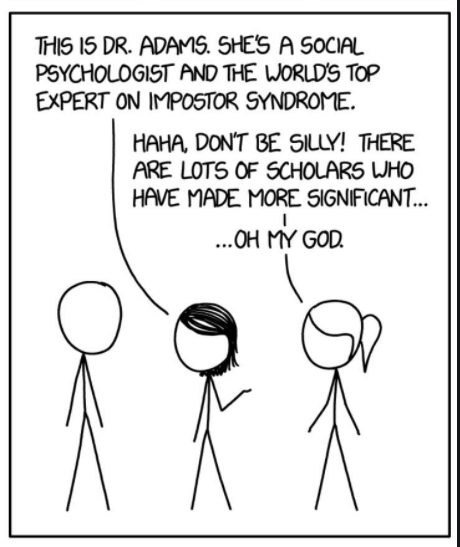 THIS IS DR. ADAMS. SHE'S A SOCIAL
PSYCHOLOGIST AND THE WORLD'S TOP
EXPERT ON IMPOSTOR SYNDROME.
HAHA, DON'T BE SILLY! THERE
ARE LOTS OF SCHOLARS WHO
HAVE MADE MORE SIGNIFICANT...
...OH MY GOD.